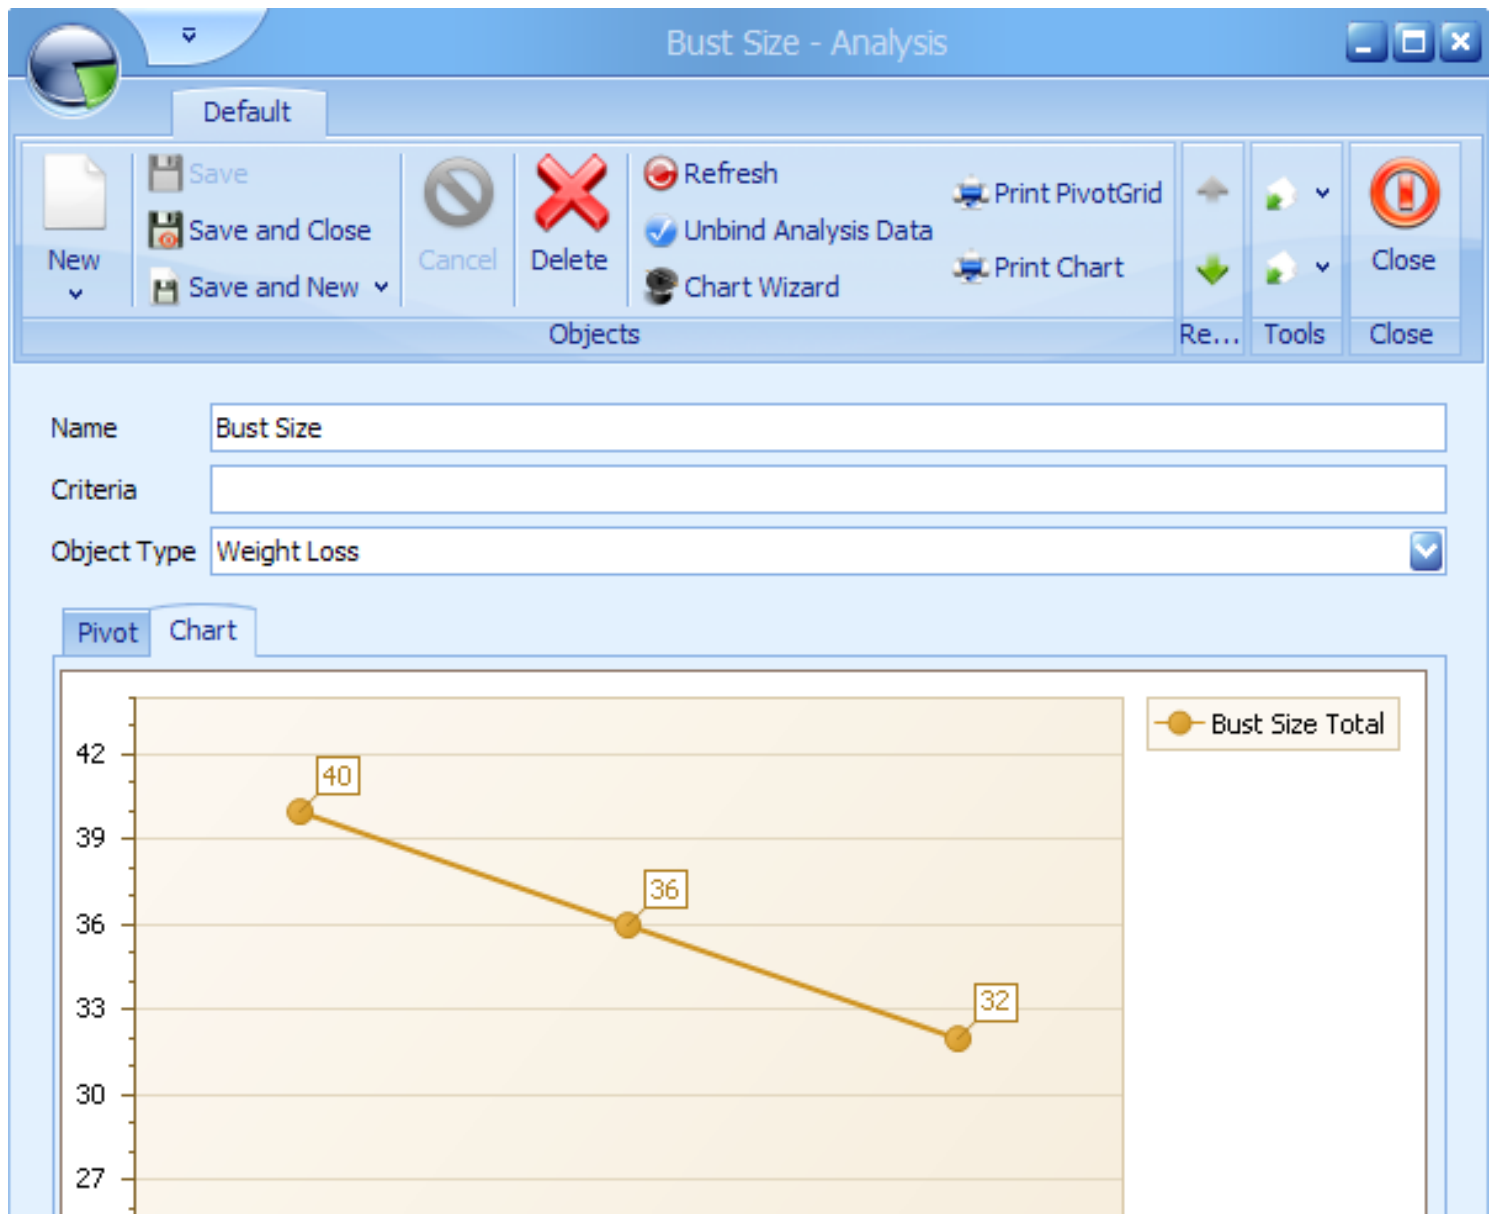 Bust Size - Analysis
Default
New
Save
Save and Close
Save and New
Cancel
Delete
Refresh
Unbind Analysis Data
Chart Wizard
Print PivotGrid
Print Chart
Close
Objects
Re...
Tools
Close
Name
Bust Size
Criteria
Object Type
Weight Loss
Pivot
Chart
Bust Size Total
42
40
39
36
36
33
32
30
27